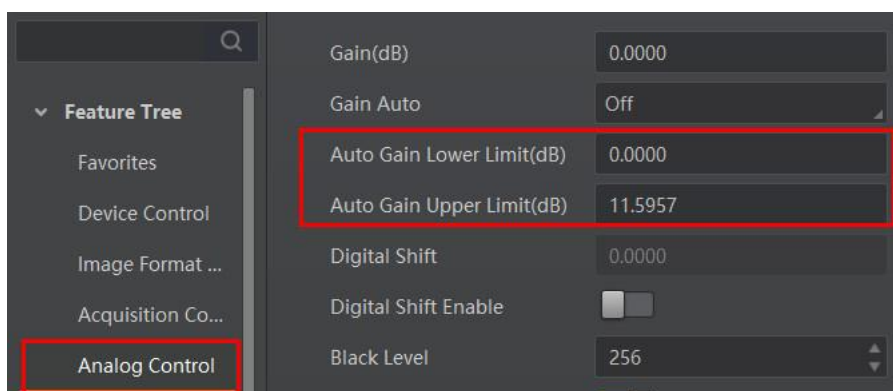 Feature Tree
Favorites
Device Control
Image Format ...
Acquisition Co...
Analog Control
Gain(dB) 0.0000
Gain Auto Off
Auto Gain Lower Limit(dB) 0.0000
Auto Gain Upper Limit(dB) 11.5957
Digital Shift 0.0000
Digital Shift Enable
Black Level 256